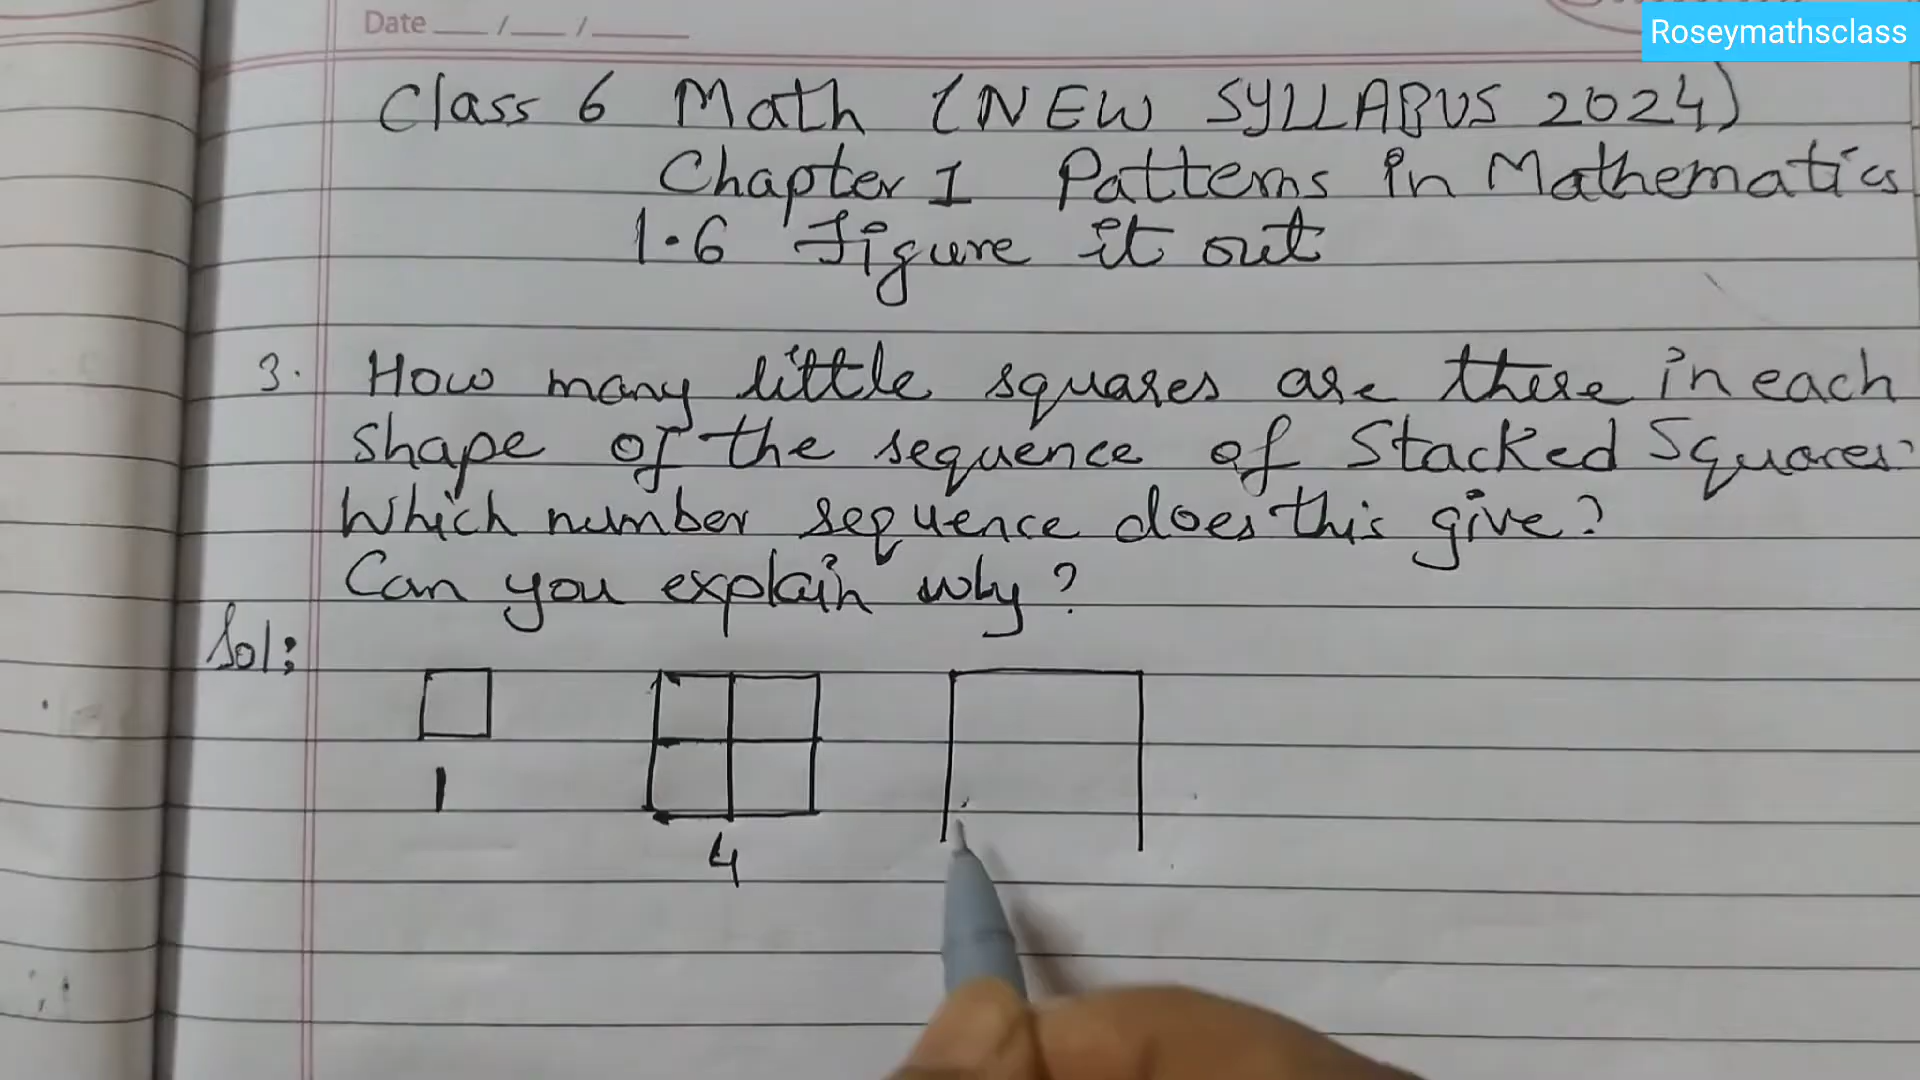 Date __/__/____
Roseymathsclass
Class 6 Math (NEW SYLLABUS 2024)
Chapter 1 Patterns in Mathematics
1.6 Figure it out
3. How many little squares are there in each
shape of the sequence of Stacked Squares.
Which number sequence does this give?
Can you explain why?
Sol:
1
4